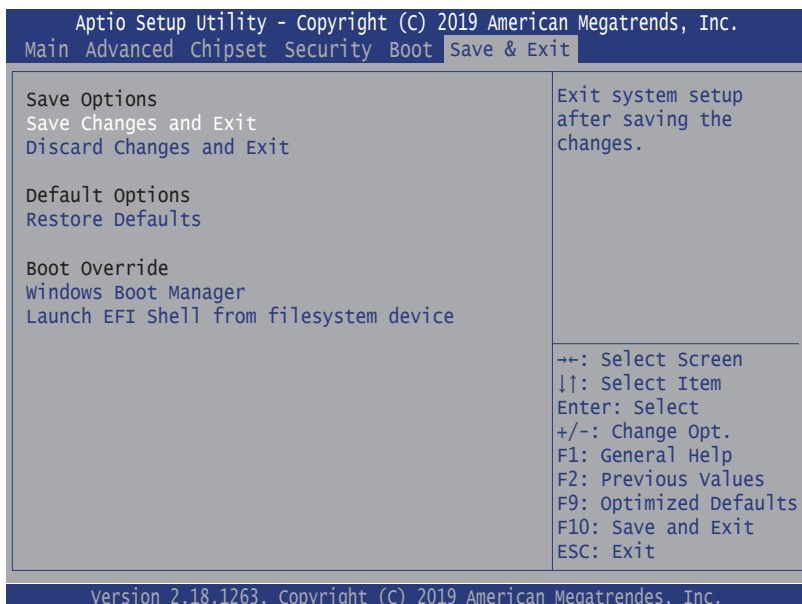 Aptio Setup Utility - Copyright (C) 2019 American Megatrends, Inc.
Main Advanced Chipset Security Boot Save & Exit
Save Options
Save Changes and Exit
Discard Changes and Exit
Default Options
Restore Defaults
Boot Override
Windows Boot Manager
Launch EFI Shell from filesystem device
Exit system setup
after saving the
changes.
→←: Select Screen
↓↑: Select Item
Enter: Select
+/-: Change Opt.
F1: General Help
F2: Previous Values
F9: Optimized Defaults
F10: Save and Exit
ESC: Exit
Version 2.18.1263. Copyright (C) 2019 American Megatrendes, Inc.